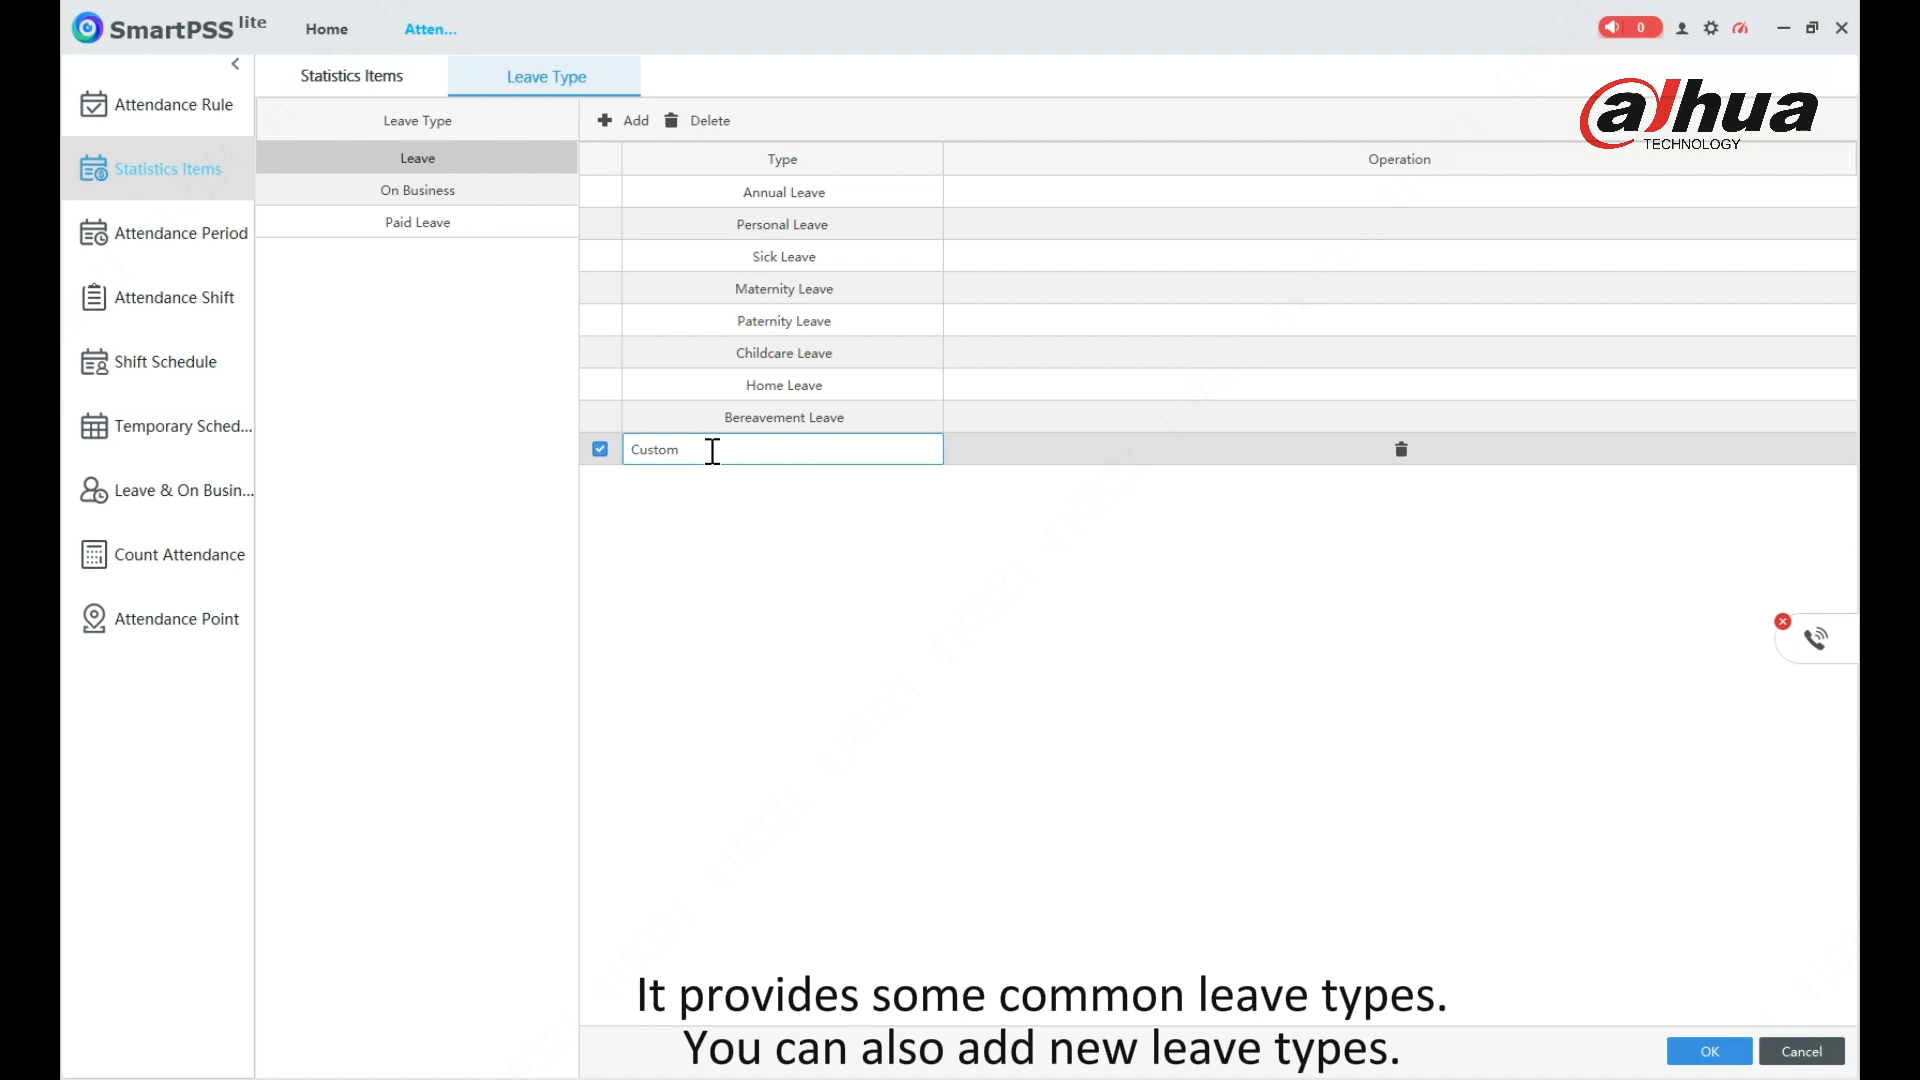 SmartPSS lite
Home
Atten...
0
Attendance Rule
Statistics Items
Attendance Period
Attendance Shift
Shift Schedule
Temporary Sched...
Leave & On Busin...
Count Attendance
Attendance Point
Statistics Items
Leave Type
Leave Type
Leave
On Business
Paid Leave
Add
Delete
Type
Operation
Annual Leave
Personal Leave
Sick Leave
Maternity Leave
Paternity Leave
Childcare Leave
Home Leave
Bereavement Leave
Custom
alhua
TECHNOLOGY
It provides some common leave types.
You can also add new leave types.
OK
Cancel